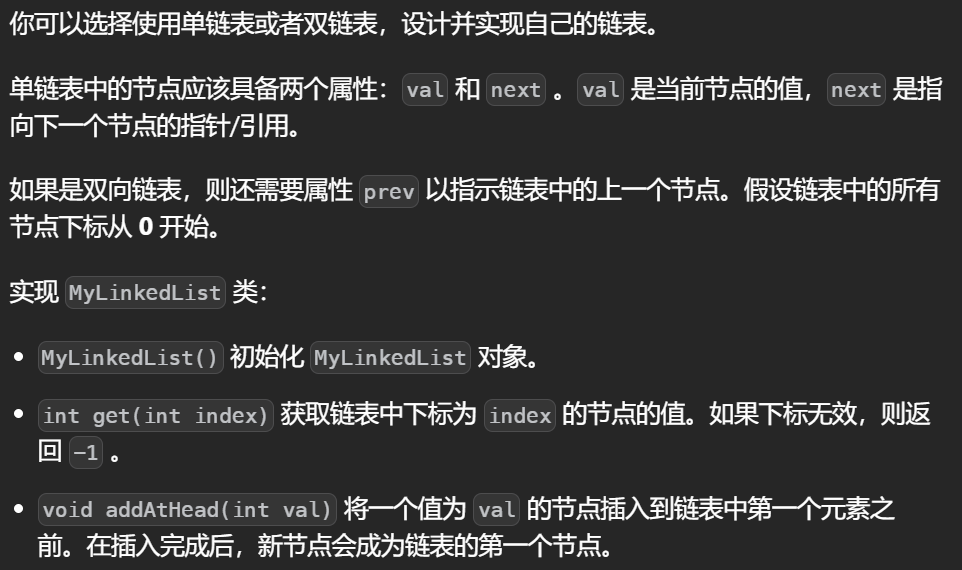 你可以选择使用单链表或者双链表，设计并实现自己的链表。
单链表中的节点应该具备两个属性：val 和 next 。val 是当前节点的值，next 是指
向下一个节点的指针/引用。
如果是双向链表，则还需要属性 prev 以指示链表中的上一个节点。假设链表中的所有
节点下标从 0 开始。
实现 MyLinkedList 类：
• MyLinkedList() 初始化 MyLinkedList 对象。
• int get(int index) 获取链表中下标为 index 的节点的值。如果下标无效，则返
回 -1 。
• void addAtHead(int val) 将一个值为 val 的节点插入到链表中第一个元素之
前。在插入完成后，新节点会成为链表的第一个节点。